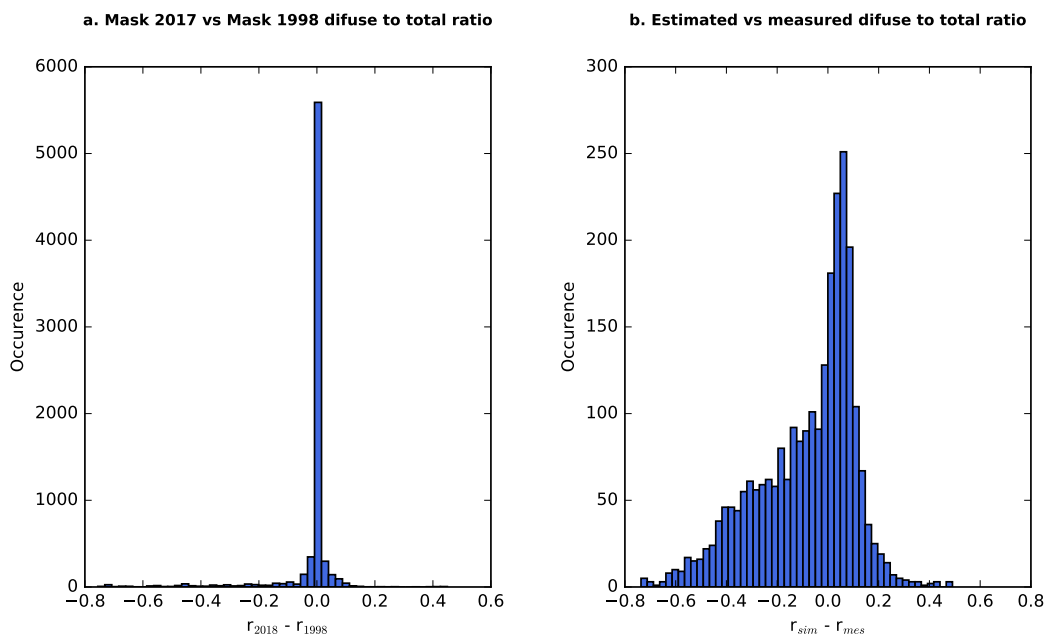 a. Mask 2017 vs Mask 1998 difuse to total ratio
6000
5000
4000
3000
2000
1000
0
Occurence
−0.8 −0.6 −0.4 −0.2 0.0 0.2 0.4 0.6
r2018 - r1998
b. Estimated vs measured difuse to total ratio
300
250
200
150
100
50
0
Occurence
−0.8 −0.6 −0.4 −0.2 0.0 0.2 0.4 0.6 0.8
rsim - rmes